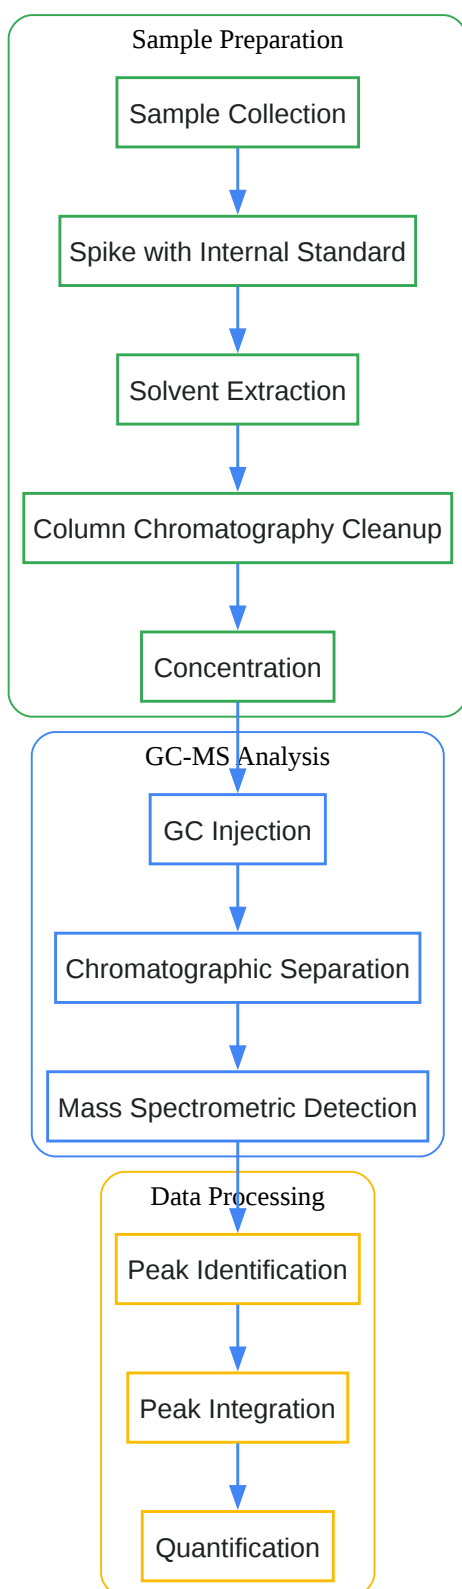 Sample Preparation
Sample Collection
Spike with Internal Standard
Solvent Extraction
Column Chromatography Cleanup
Concentration
GC-MS Analysis
GC Injection
Chromatographic Separation
Mass Spectrometric Detection
Data Processing
Peak Identification
Peak Integration
Quantification